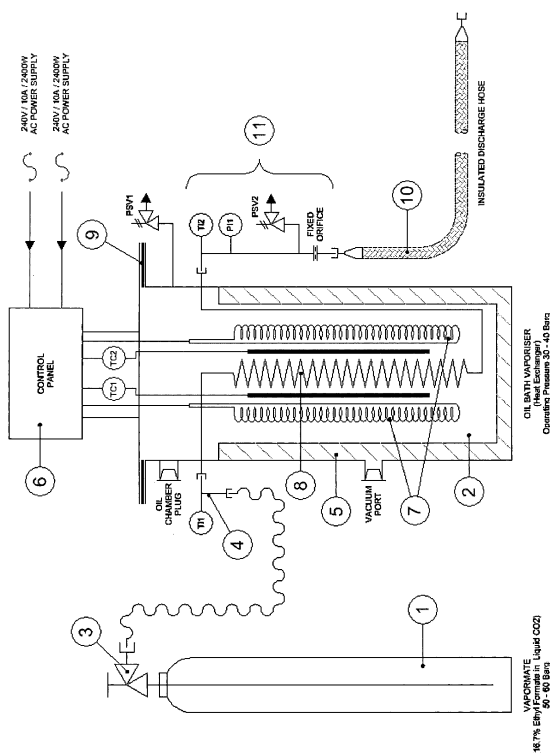 240V / 10A / 2400W
AC POWER SUPPLY
240V / 10A / 2400W
AC POWER SUPPLY
CONTROL
PANEL
6
TC1
TC2
9
PSV1
11
TI2
PI1
PSV2
FIXED
ORIFICE
10
INSULATED DISCHARGE HOSE
OIL
CHAMBER
PLUG
TI1
4
5
VACUUM
PORT
8
7
2
OIL BATH VAPORISER
(Heat Exchanger)
Operating Pressure 30 - 40 Barg
3
1
VAPORMATE
16.7% Ethyl Formate in Liquid CO2)
50 - 60 Barg